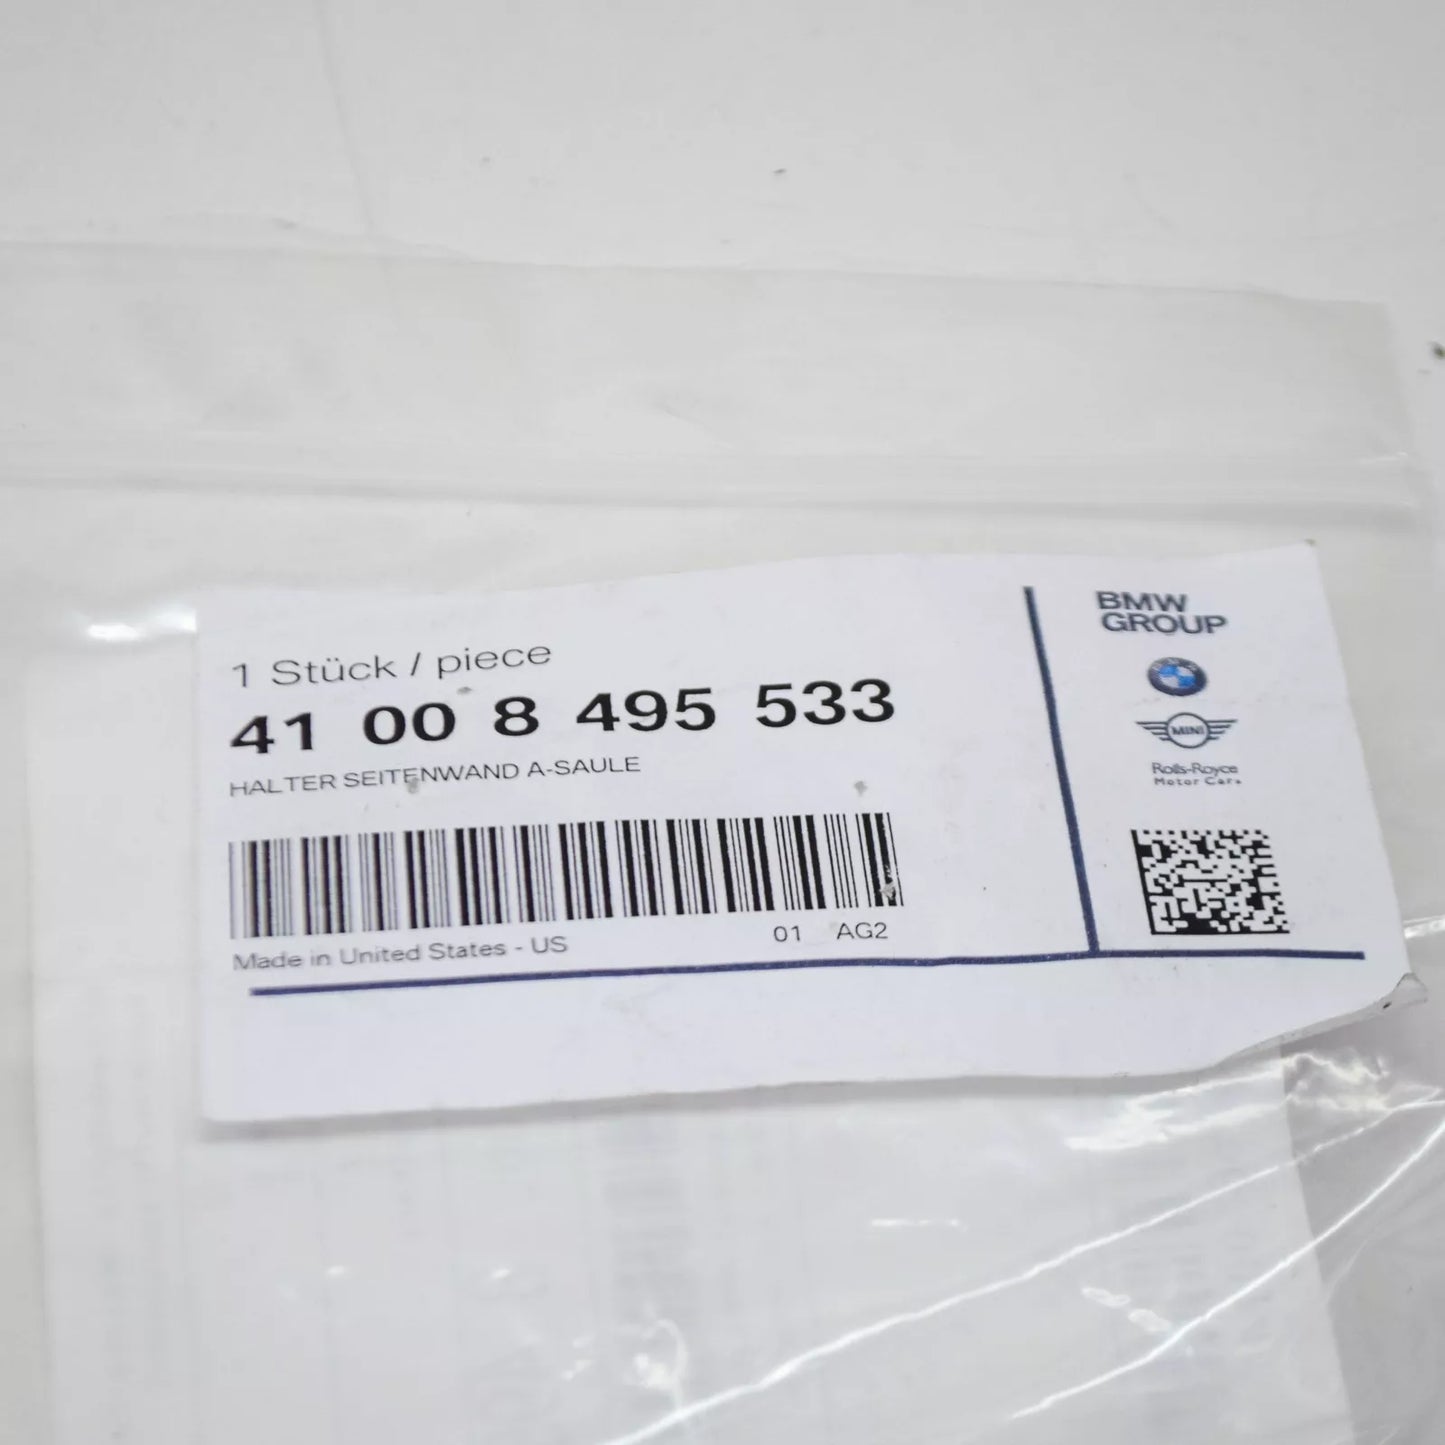 1 Stück / piece
41 00 8 495 533
HALTER SEITENWAND A-SAULE
Made in United States - US
01 AG2
BMW
GROUP
MINI
Rolls-Royce
Motor Cars